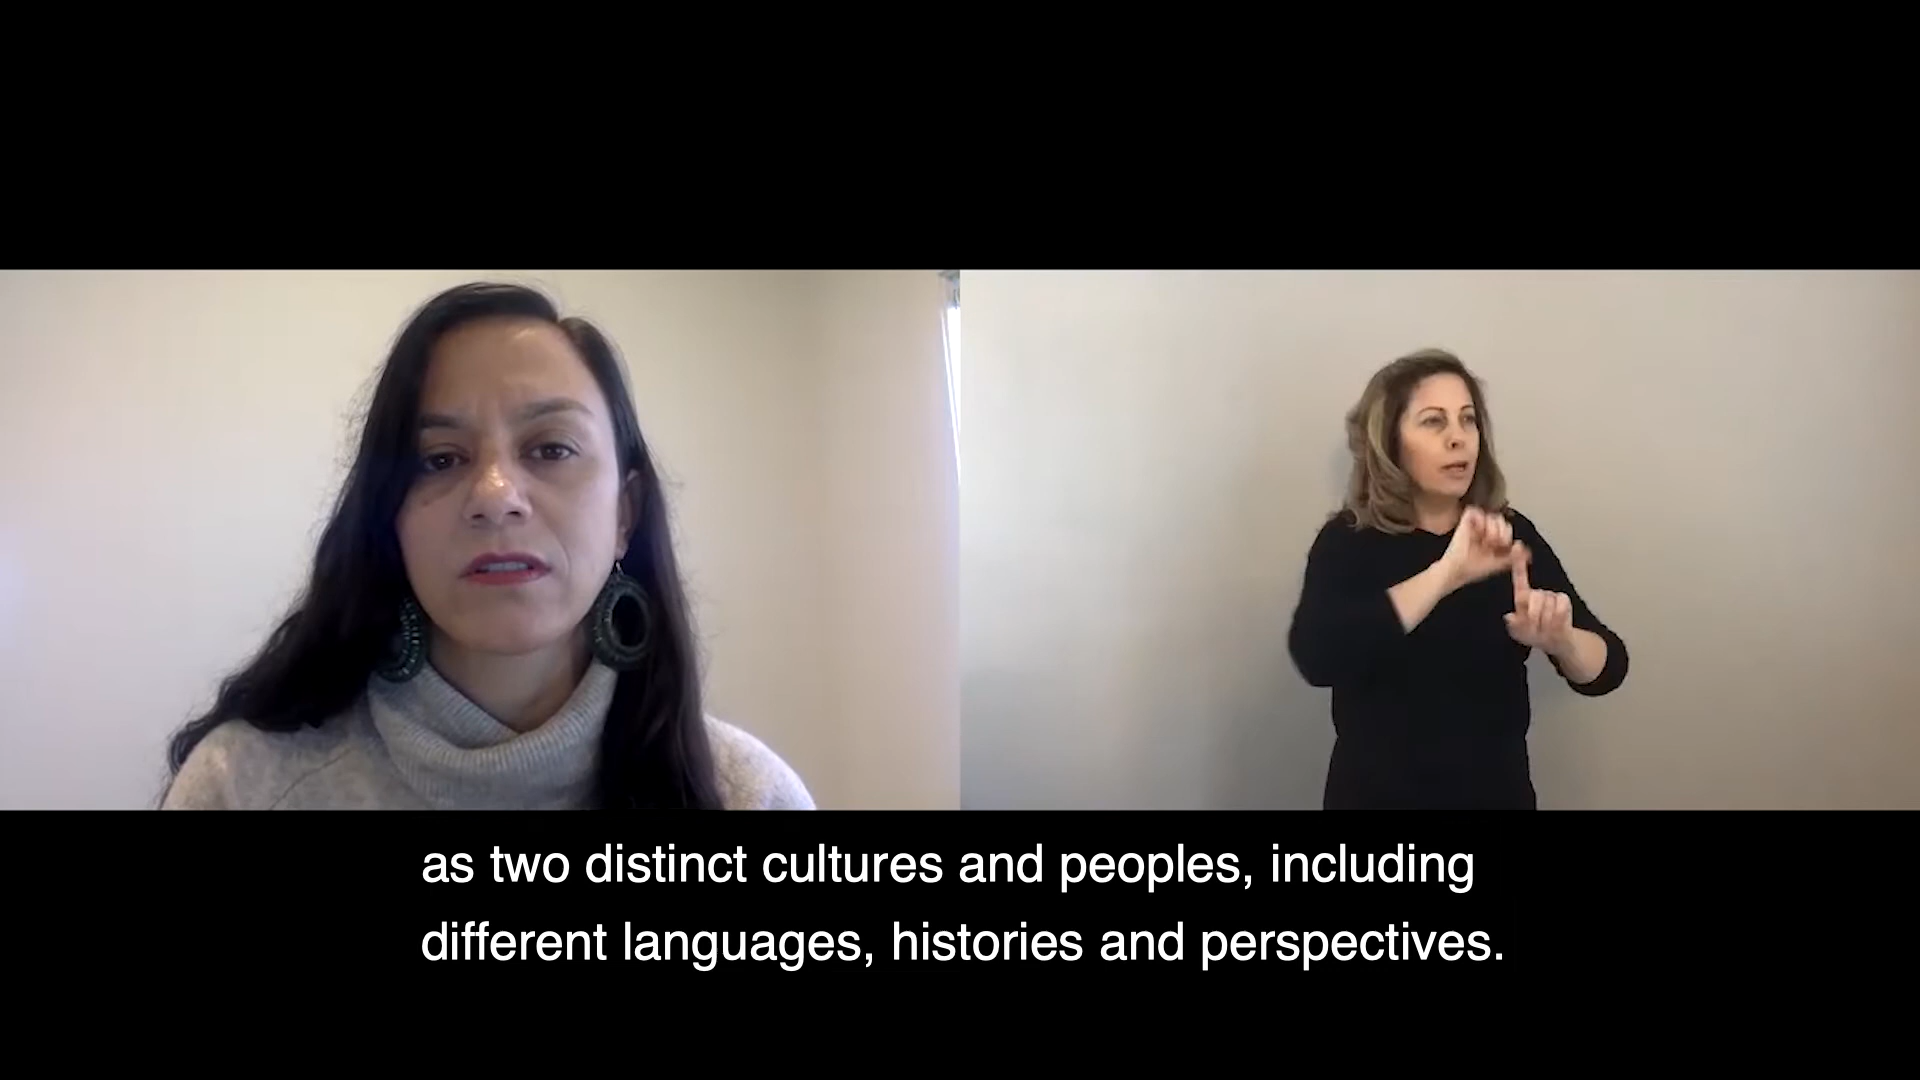 as two distinct cultures and peoples, including
different languages, histories and perspectives.